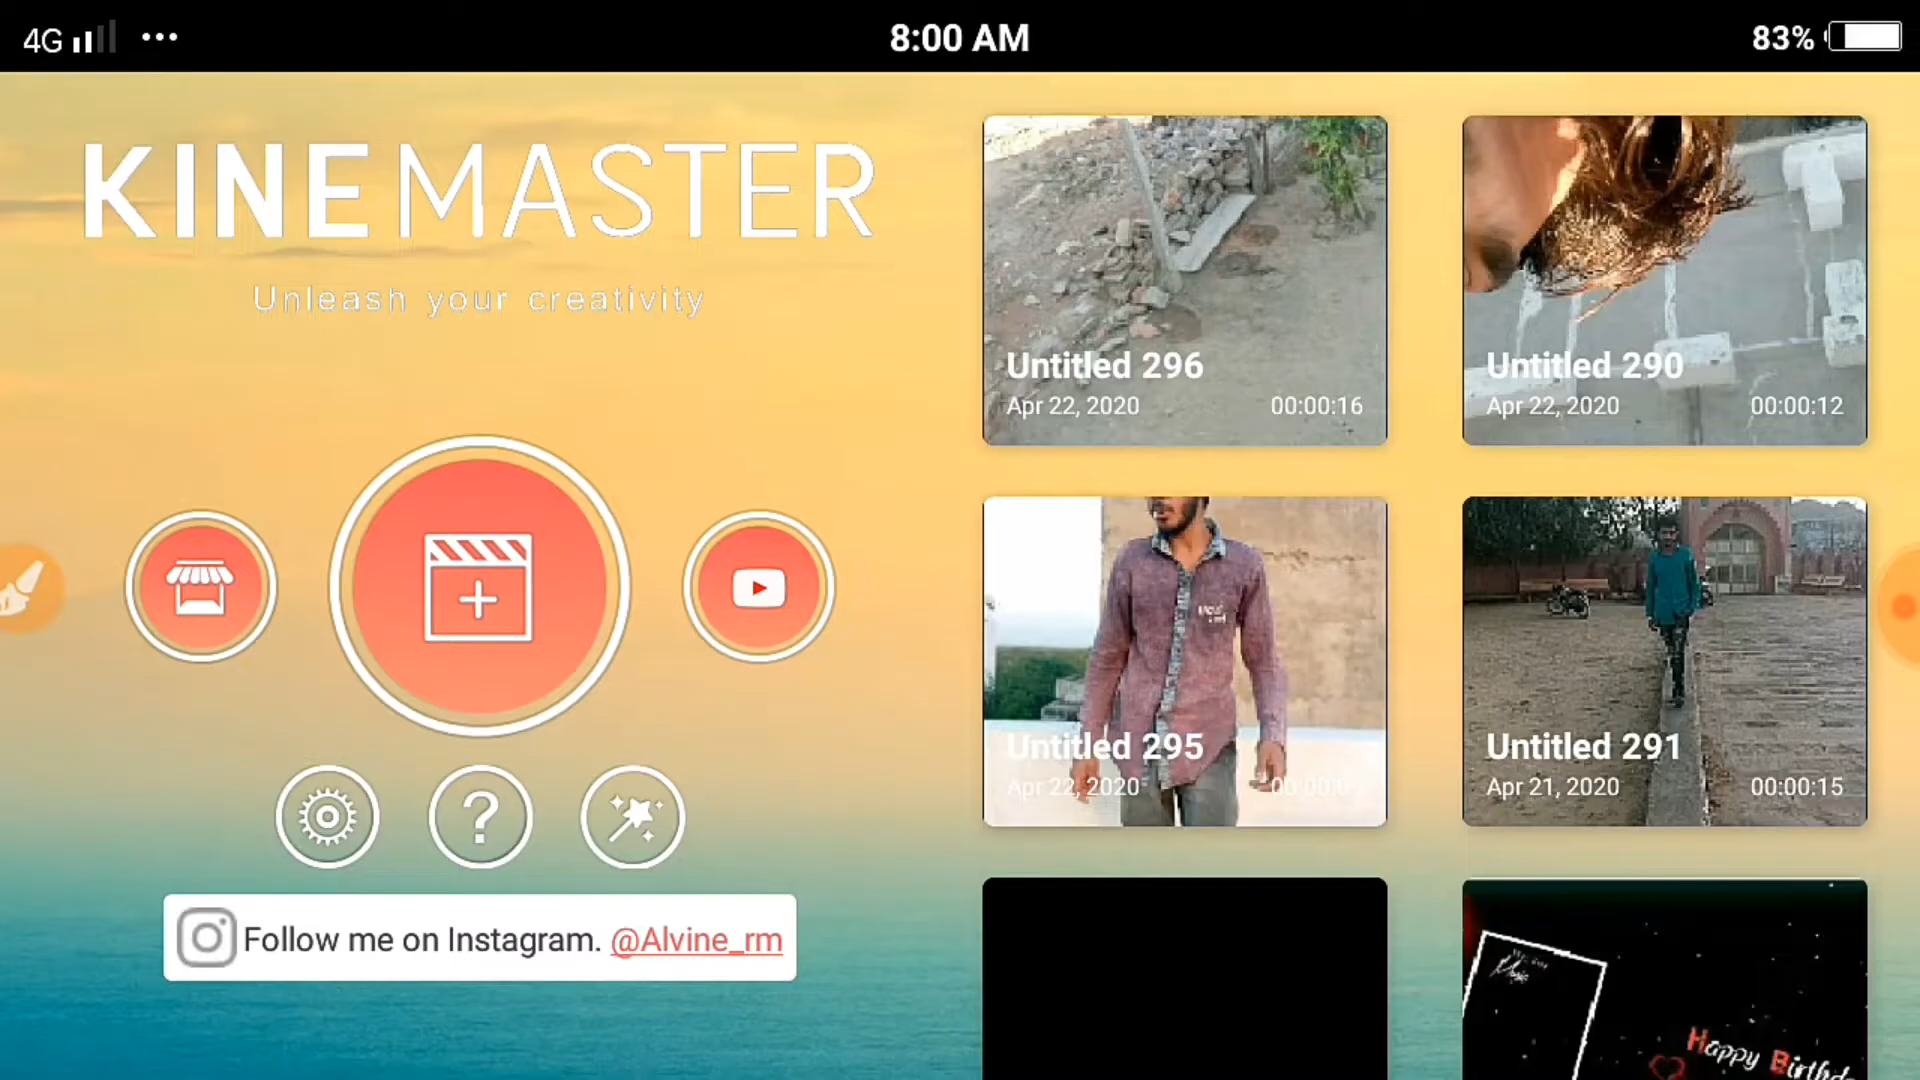 4G
8:00 AM
83%
KINEMASTER
Unleash your creativity
Untitled 296
Apr 22, 2020 00:00:16
Untitled 290
Apr 22, 2020 00:00:12
Untitled 295
Apr 22, 2020
Untitled 291
Apr 21, 2020 00:00:15
?
Follow me on Instagram. @Alvine_rm
Happy